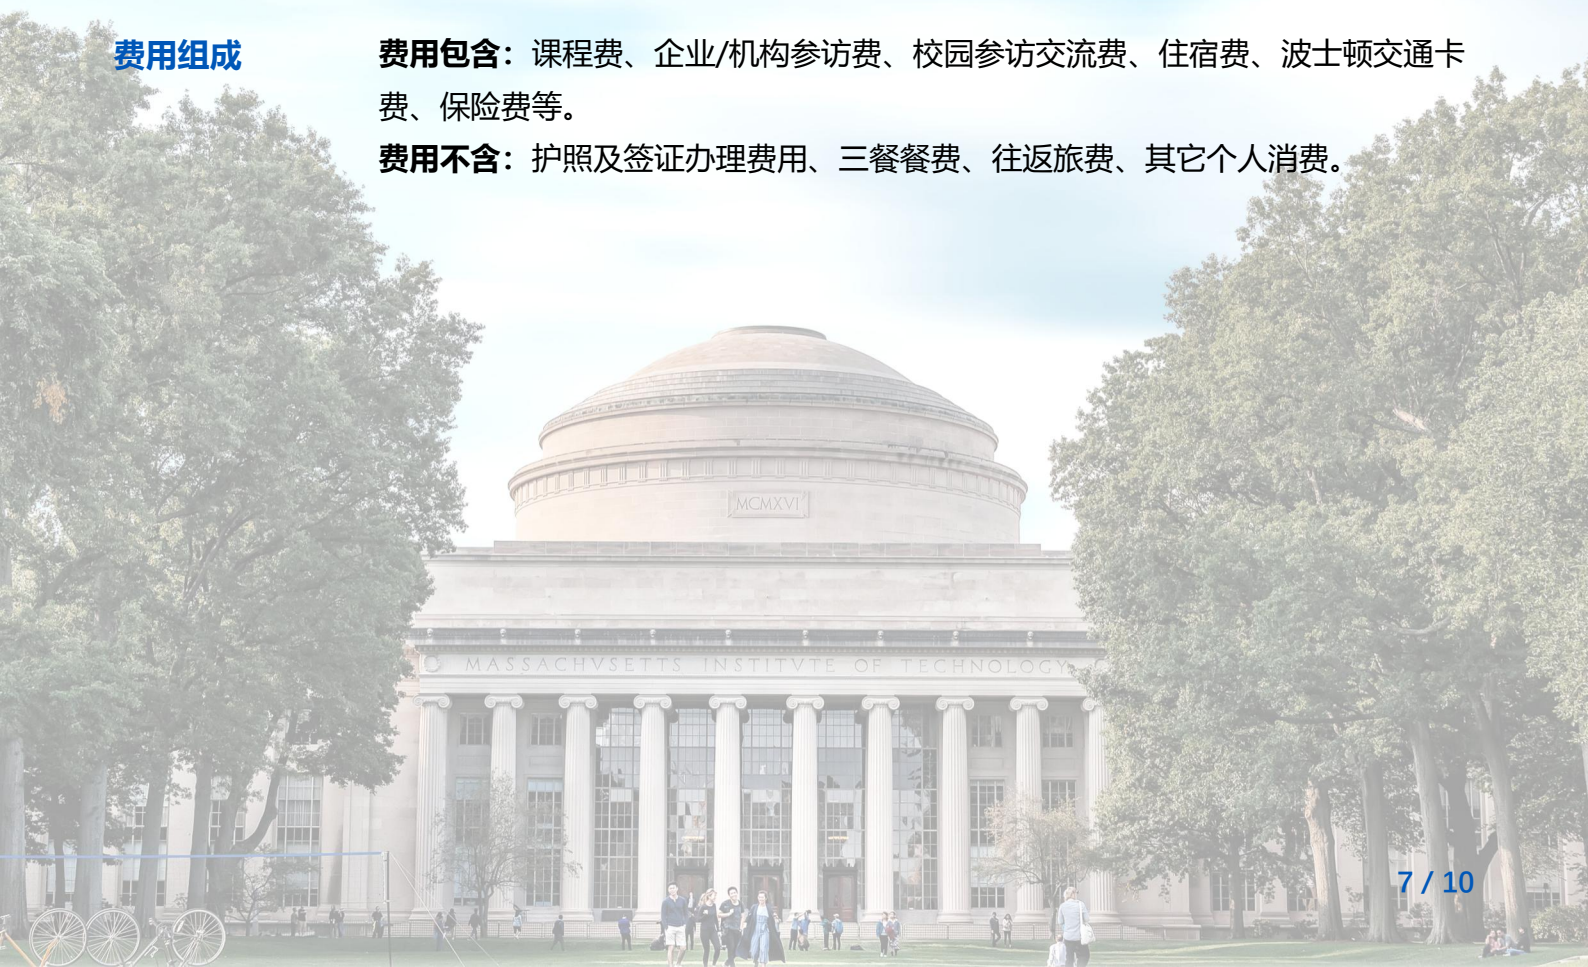 费用组成
费用包含：课程费、企业/机构参访费、校园参访交流费、住宿费、波士顿交通卡
费、保险费等。
费用不含：护照及签证办理费用、三餐餐费、往返旅费、其它个人消费。
MCMXVI
MASSACHVSETTS INSTITVTE OF TECHNOLOGY
7 / 10